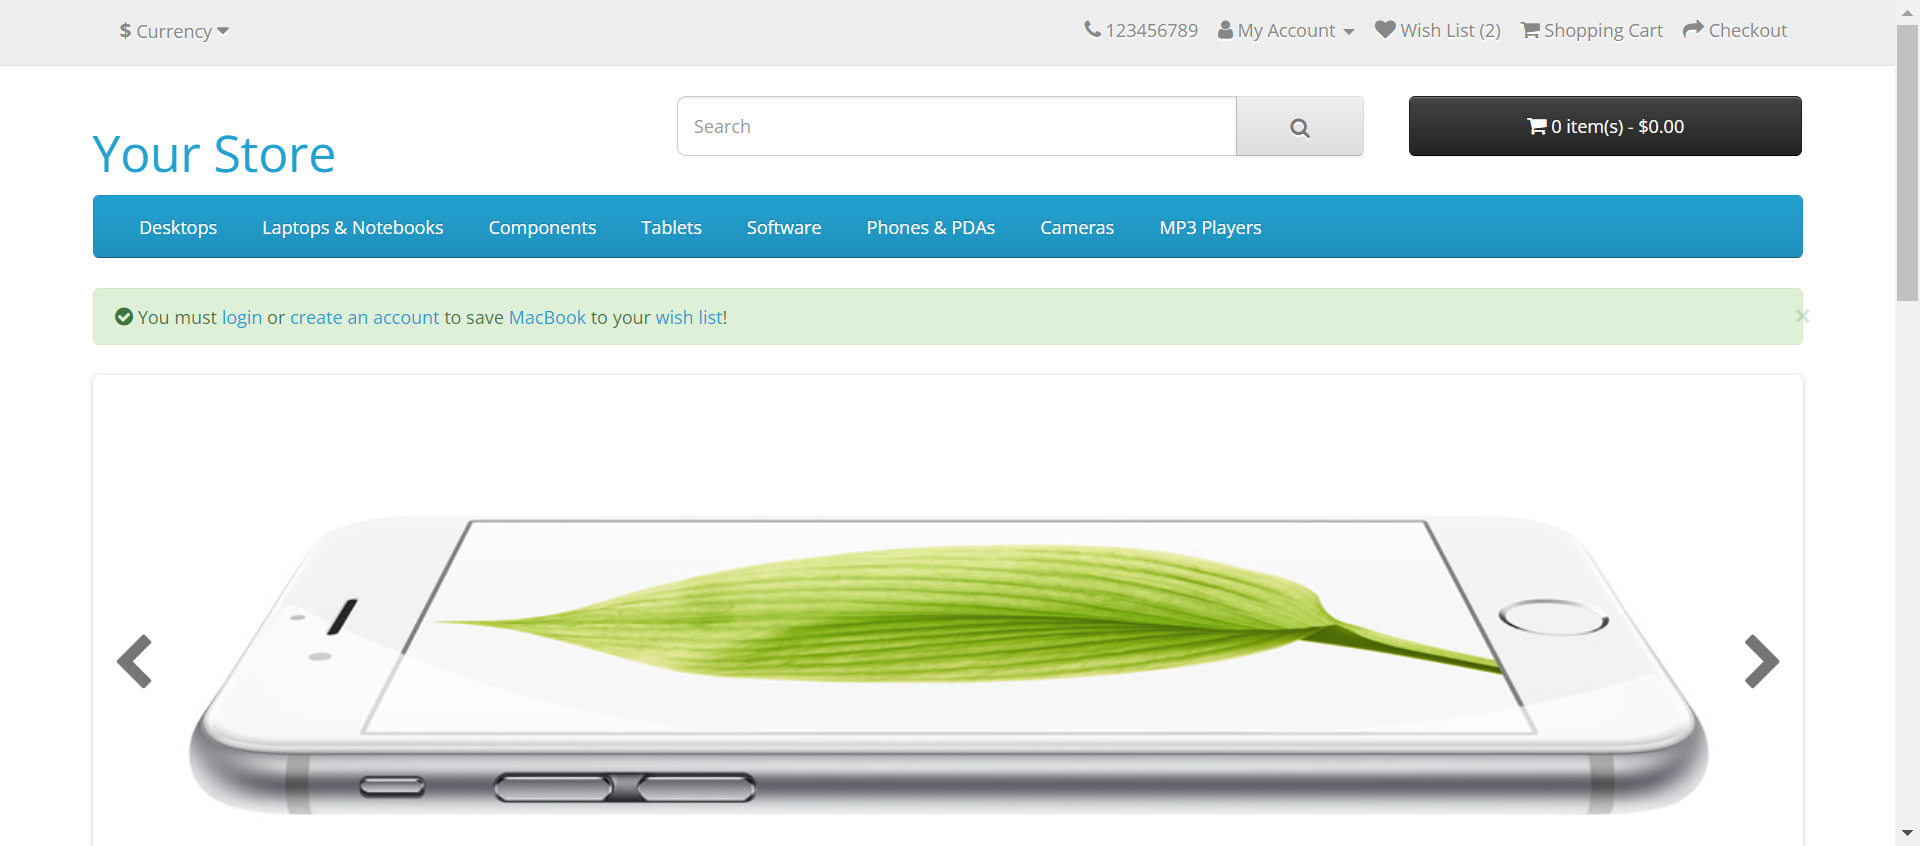 $ Currency
123456789 My Account Wish List (2) Shopping Cart Checkout
Your Store
Search
0 item(s) - $0.00
Desktops Laptops & Notebooks Components Tablets Software Phones & PDAs Cameras MP3 Players
You must login or create an account to save MacBook to your wish list! ×